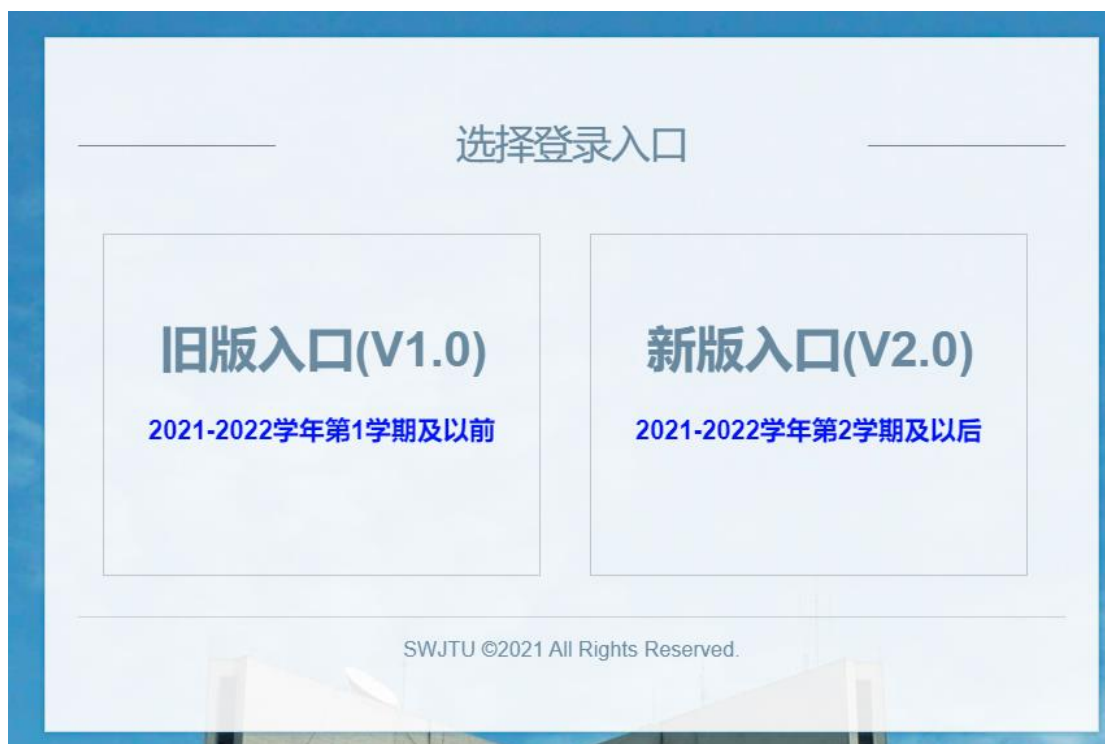 选择登录入口
旧版入口(V1.0)
2021-2022学年第1学期及以前
新版入口(V2.0)
2021-2022学年第2学期及以后
SWJTU ©2021 All Rights Reserved.